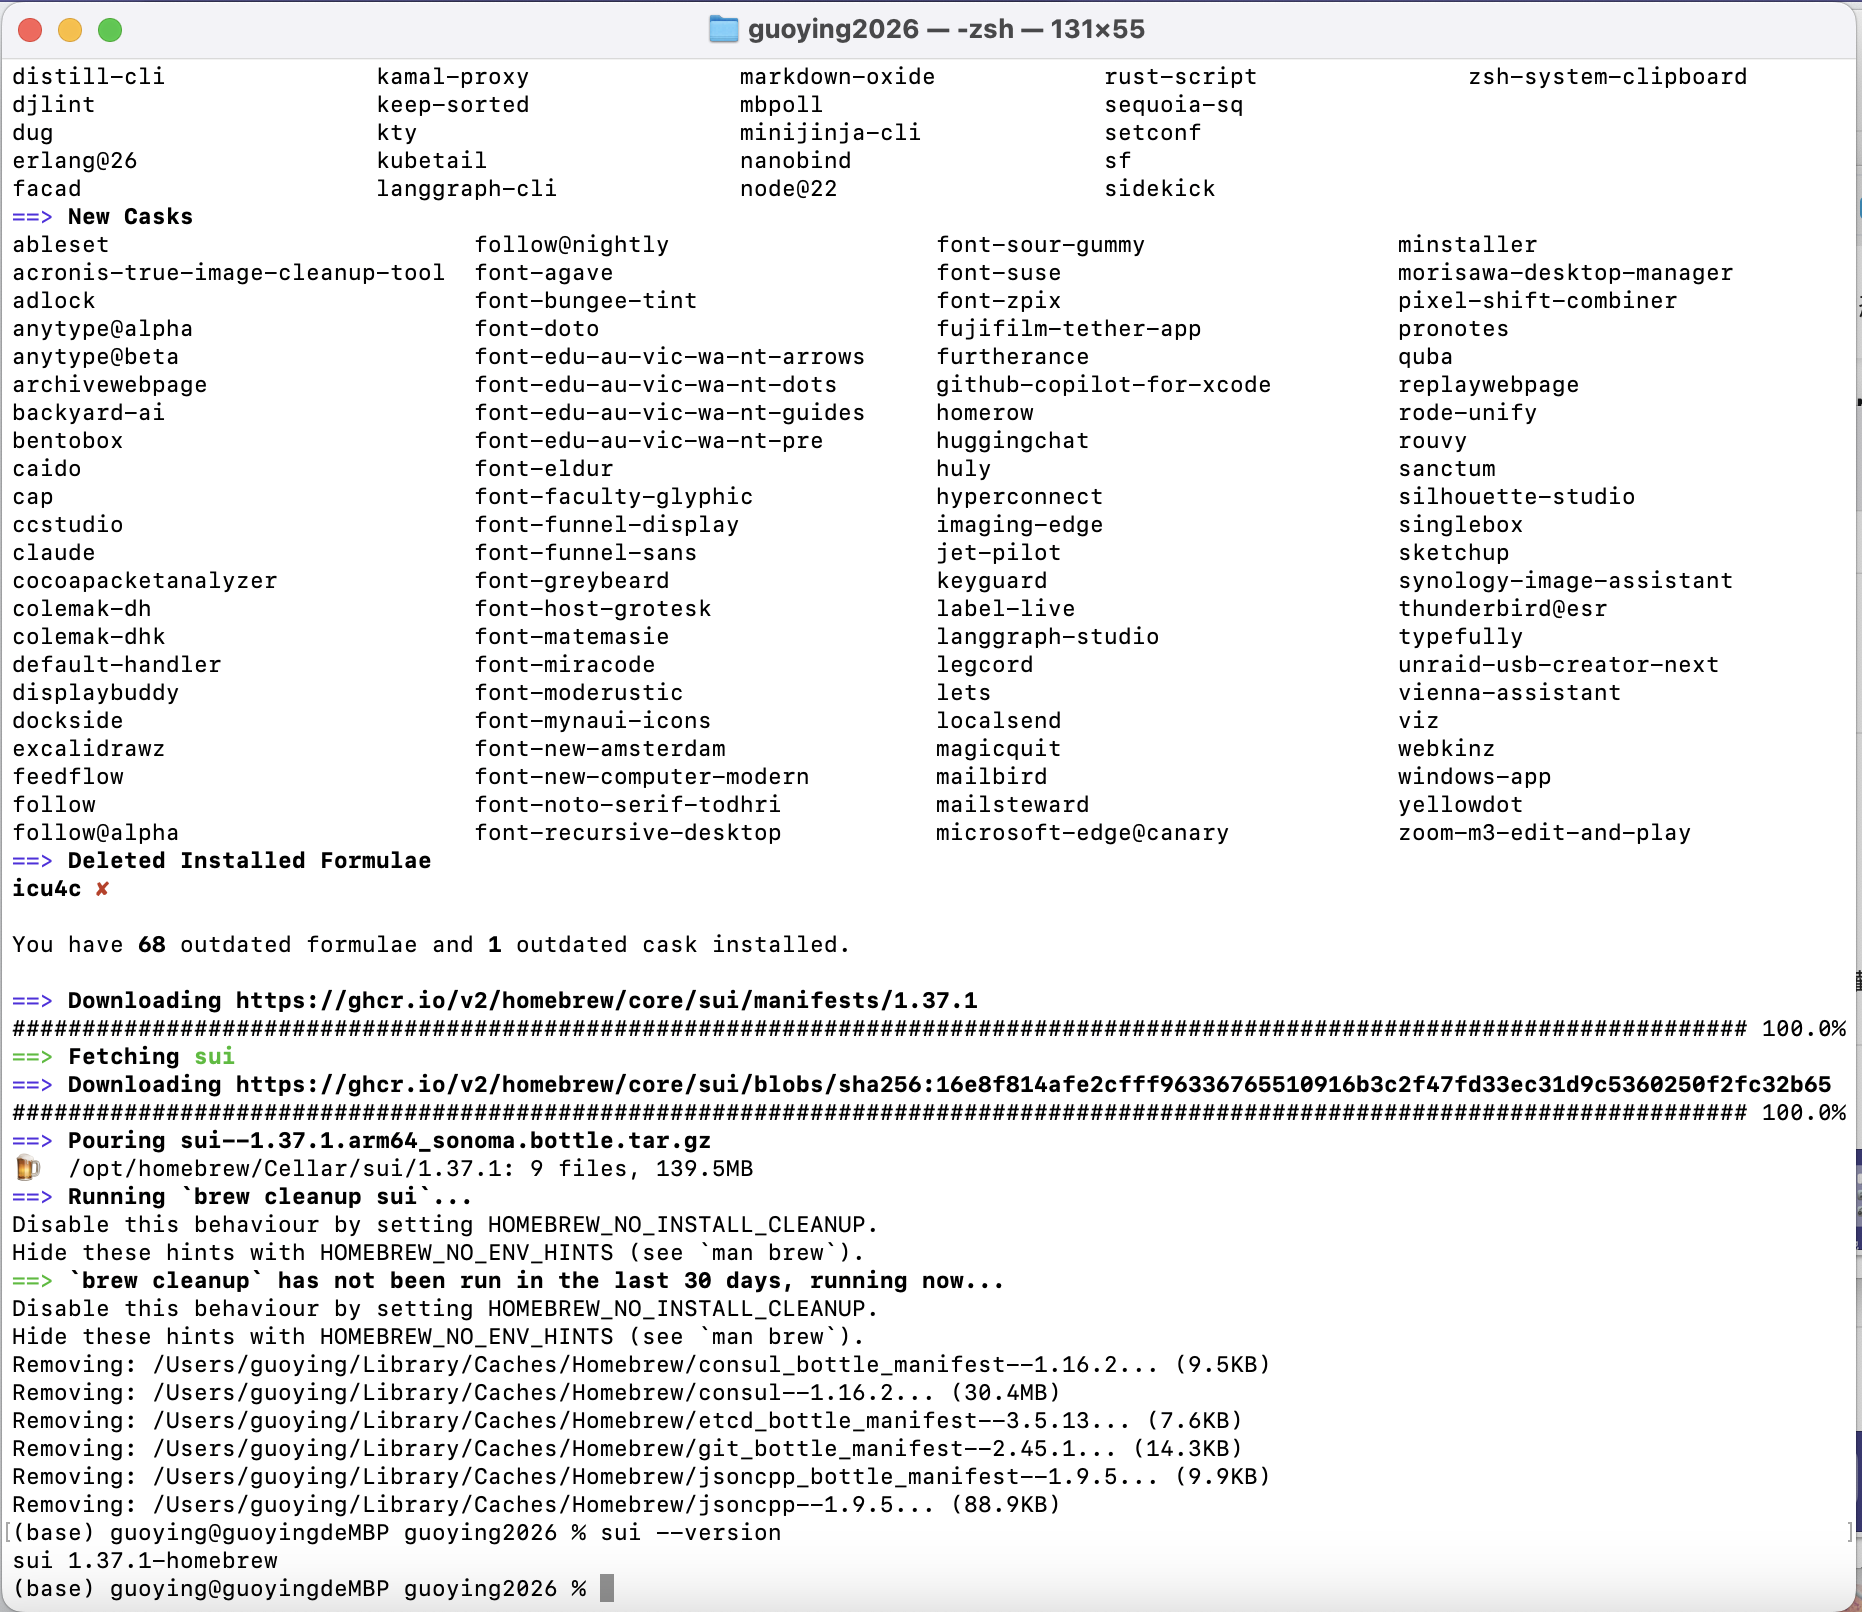 guoying2026 — -zsh — 131×55
distill-cli kamal-proxy markdown-oxide rust-script zsh-system-clipboard
djlint keep-sorted mbpoll sequoia-sq
dug kty minijinja-cli setconf
erlang@26 kubetail nanobind sf
facad langgraph-cli node@22 sidekick
==> New Casks
ableset follow@nightly font-sour-gummy minstaller
acronis-true-image-cleanup-tool font-agave font-suse morisawa-desktop-manager
adlock font-bungee-tint font-zpix pixel-shift-combiner
anytype@alpha font-doto fujifilm-tether-app pronotes
anytype@beta font-edu-au-vic-wa-nt-arrows furtherance quba
archivewebpage font-edu-au-vic-wa-nt-dots github-copilot-for-xcode replaywebpage
backyard-ai font-edu-au-vic-wa-nt-guides homerow rode-unify
bentobox font-edu-au-vic-wa-nt-pre huggingchat rouvy
caido font-eldur huly sanctum
cap font-faculty-glyphic hyperconnect silhouette-studio
ccstudio font-funnel-display imaging-edge singlebox
claude font-funnel-sans jet-pilot sketchup
cocoapacketanalyzer font-greybeard keyguard synology-image-assistant
colemak-dh font-host-grotesk label-live thunderbird@esr
colemak-dhk font-matemasie langgraph-studio typefully
default-handler font-miracode legcord unraid-usb-creator-next
displaybuddy font-moderustic lets vienna-assistant
dockside font-mynaui-icons localsend viz
excalidrawz font-new-amsterdam magicquit webkinz
feedflow font-new-computer-modern mailbird windows-app
follow font-noto-serif-todhri mailsteward yellowdot
follow@alpha font-recursive-desktop microsoft-edge@canary zoom-m3-edit-and-play
==> Deleted Installed Formulae
icu4c ✘
You have 68 outdated formulae and 1 outdated cask installed.
==> Downloading https://ghcr.io/v2/homebrew/core/sui/manifests/1.37.1
############################################################################################################################ 100.0%
==> Fetching sui
==> Downloading https://ghcr.io/v2/homebrew/core/sui/blobs/sha256:16e8f814afe2cfff96336765510916b3c2f47fd33ec31d9c5360250f2fc32b65
############################################################################################################################ 100.0%
==> Pouring sui--1.37.1.arm64_sonoma.bottle.tar.gz
🍺 /opt/homebrew/Cellar/sui/1.37.1: 9 files, 139.5MB
==> Running `brew cleanup sui`...
Disable this behaviour by setting HOMEBREW_NO_INSTALL_CLEANUP.
Hide these hints with HOMEBREW_NO_ENV_HINTS (see `man brew`).
==> `brew cleanup` has not been run in the last 30 days, running now...
Disable this behaviour by setting HOMEBREW_NO_INSTALL_CLEANUP.
Hide these hints with HOMEBREW_NO_ENV_HINTS (see `man brew`).
Removing: /Users/guoying/Library/Caches/Homebrew/consul_bottle_manifest--1.16.2... (9.5KB)
Removing: /Users/guoying/Library/Caches/Homebrew/consul--1.16.2... (30.4MB)
Removing: /Users/guoying/Library/Caches/Homebrew/etcd_bottle_manifest--3.5.13... (7.6KB)
Removing: /Users/guoying/Library/Caches/Homebrew/git_bottle_manifest--2.45.1... (14.3KB)
Removing: /Users/guoying/Library/Caches/Homebrew/jsoncpp_bottle_manifest--1.9.5... (9.9KB)
Removing: /Users/guoying/Library/Caches/Homebrew/jsoncpp--1.9.5... (88.9KB)
[(base) guoying@guoyingdeMBP guoying2026 % sui --version ]
sui 1.37.1-homebrew
(base) guoying@guoyingdeMBP guoying2026 %